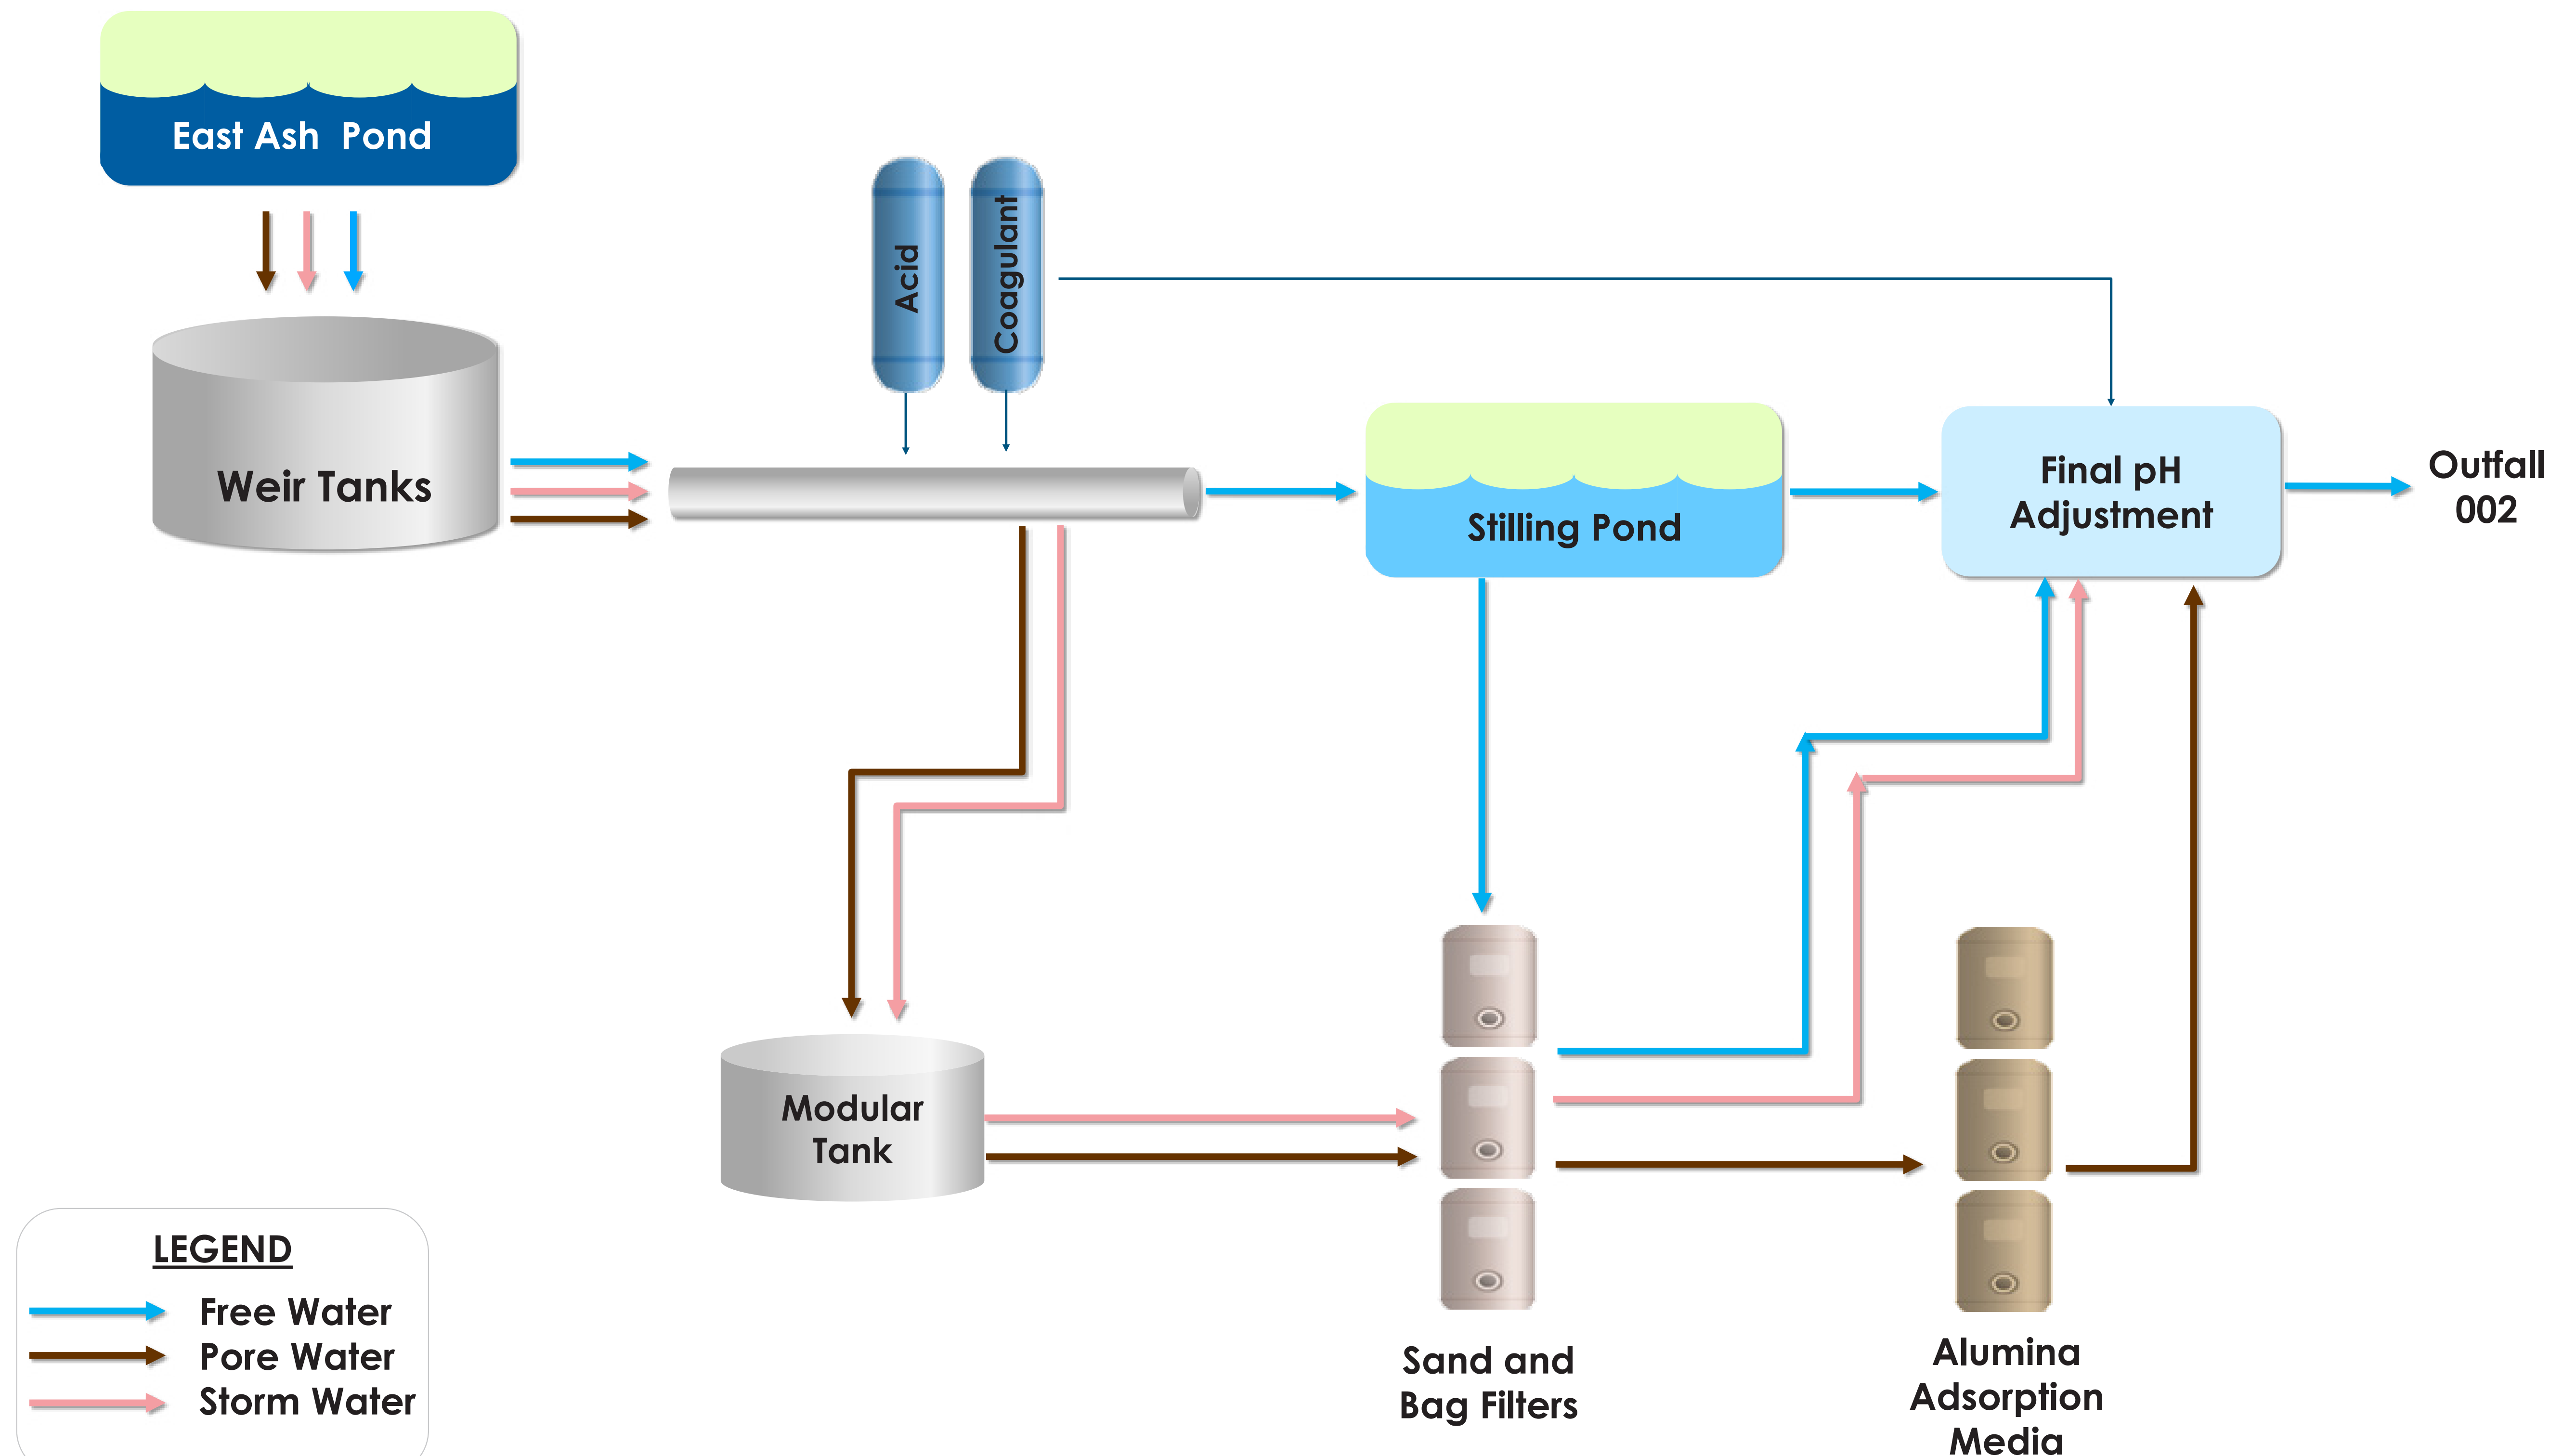 East Ash Pond
Acid
Coagulant
Weir Tanks
Stilling Pond
Final pH
Adjustment
Outfall
002
Modular
Tank
Sand and
Bag Filters
Alumina
Adsorption
Media
LEGEND
Free Water
Pore Water
Storm Water